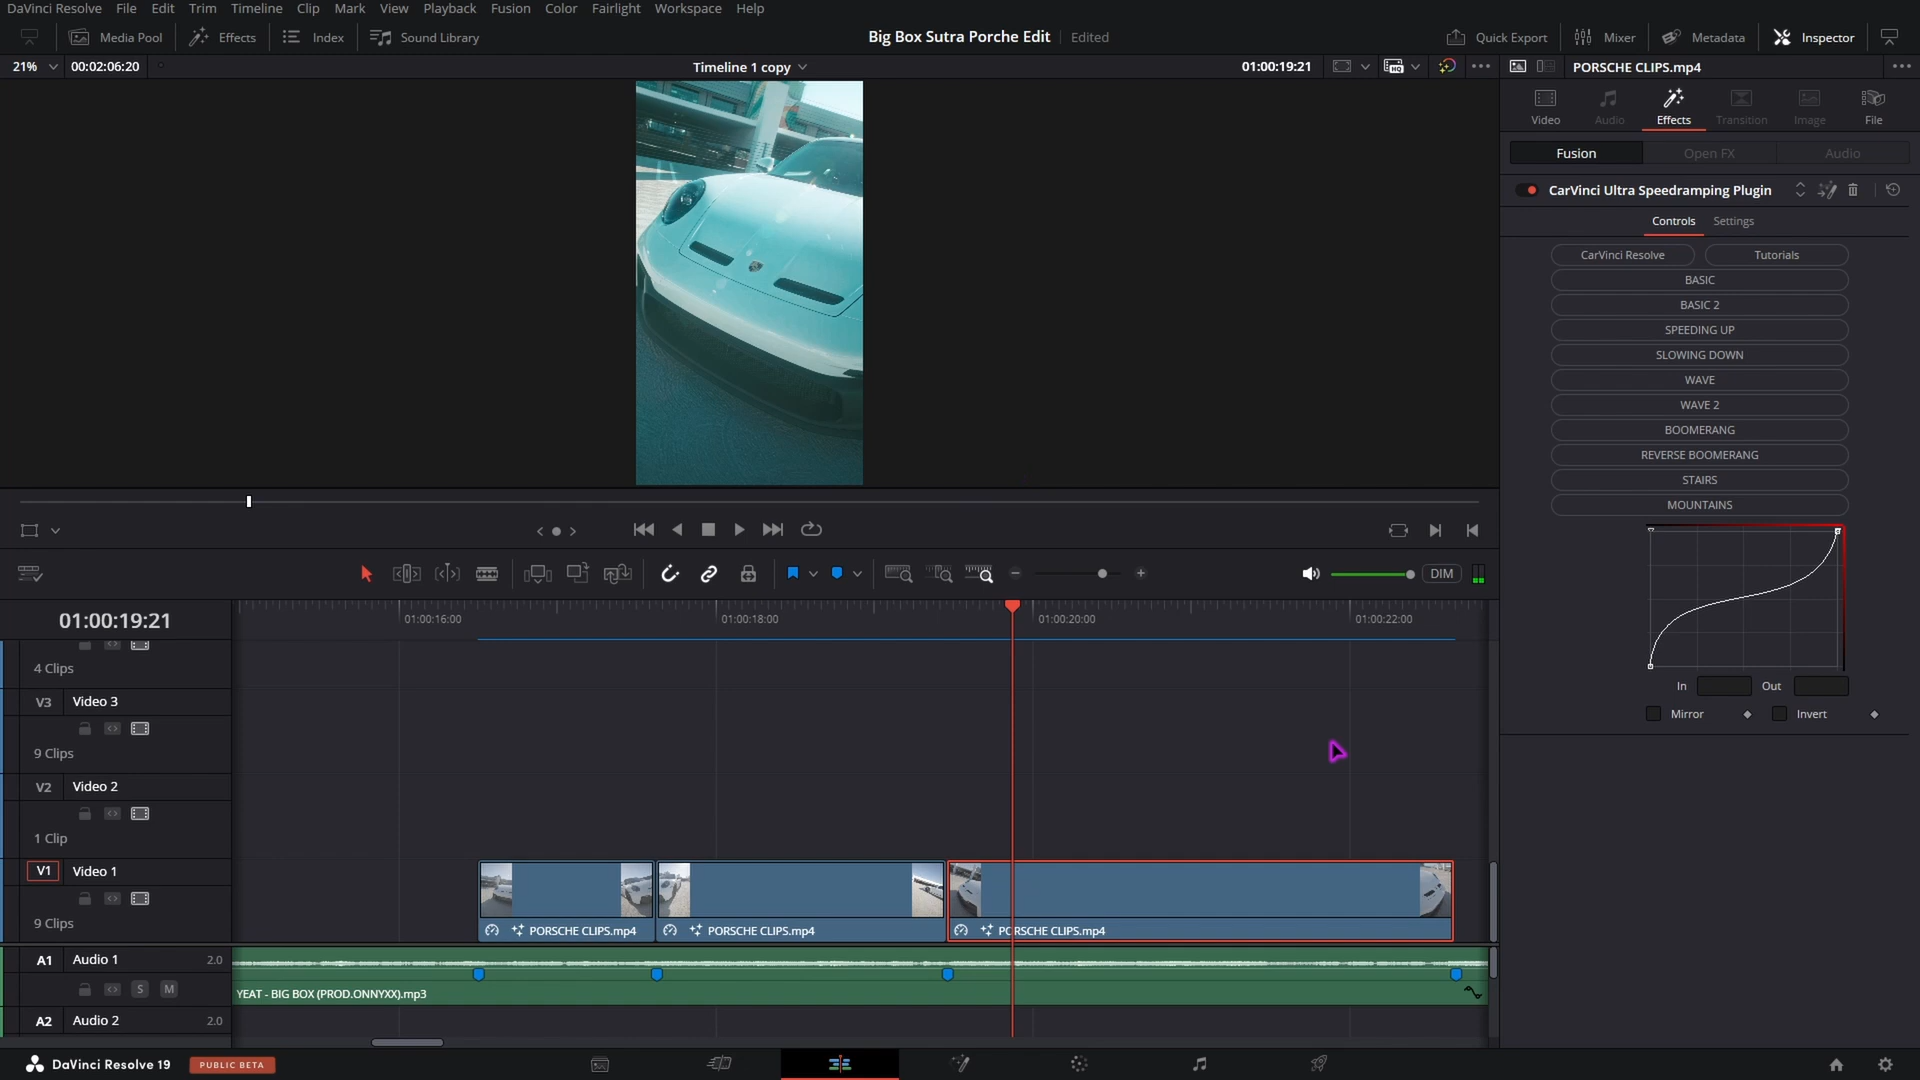 DaVinci Resolve File Edit Trim Timeline Clip Mark View Playback Fusion Color Fairlight Workspace Help
Media Pool Effects Index Sound Library Big Box Sutra Porche Edit Edited Quick Export Mixer Metadata Inspector
21% 00:02:06:20 Timeline 1 copy 01:00:19:21 PORSCHE CLIPS.mp4
Video Audio Effects Transition Image File
Fusion Open FX Audio
CarVinci Ultra Speedramping Plugin
Controls Settings
CarVinci Resolve Tutorials
BASIC
BASIC 2
SPEEDING UP
SLOWING DOWN
WAVE
WAVE 2
BOOMERANG
REVERSE BOOMERANG
STAIRS
MOUNTAINS
In Out
Mirror Invert
DIM
01:00:19:21 01:00:16:00 01:00:18:00 01:00:20:00 01:00:22:00
4 Clips
V3 Video 3
9 Clips
V2 Video 2
1 Clip
V1 Video 1
9 Clips
PORSCHE CLIPS.mp4 PORSCHE CLIPS.mp4 PORSCHE CLIPS.mp4
A1 Audio 1 2.0
S M
YEAT - BIG BOX (PROD.ONNYXX).mp3
A2 Audio 2 2.0
DaVinci Resolve 19 PUBLIC BETA